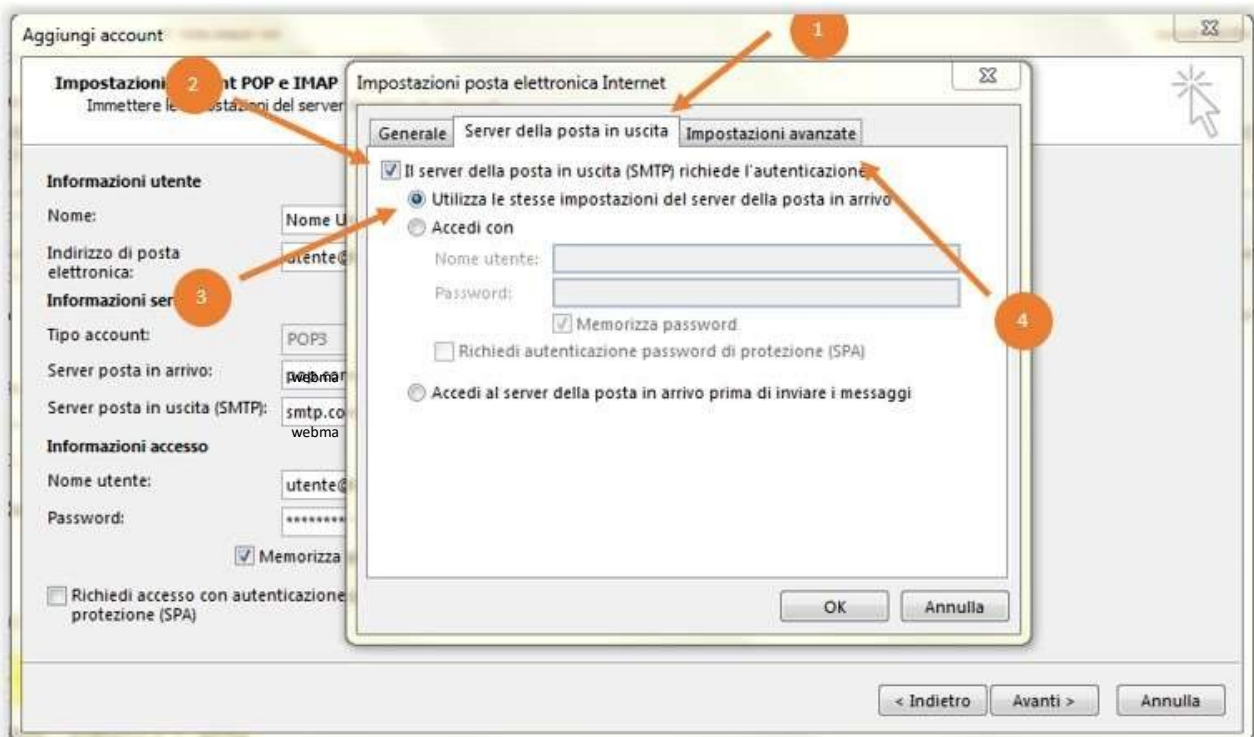 Aggiungi account
1
Impostazioni nt POP e IMAP
2
Immettere le impostazioni del server
Impostazioni posta elettronica Internet
Generale
Server della posta in uscita
Impostazioni avanzate
Il server della posta in uscita (SMTP) richiede l'autenticazione
Utilizza le stesse impostazioni del server della posta in arrivo
Accedi con
Nome utente:
Password:
Memorizza password
Richiedi autenticazione password di protezione (SPA)
Accedi al server della posta in arrivo prima di inviare i messaggi
OK
Annulla
4
Informazioni utente
Nome:
Nome U
Indirizzo di posta
elettronica:
utente@
Informazioni ser
3
Tipo account:
POP3
Server posta in arrivo:
webma
Server posta in uscita (SMTP):
smtp.co
webma
Informazioni accesso
Nome utente:
utente@
Password:
********
Memorizza
Richiedi accesso con autenticazione
protezione (SPA)
< Indietro
Avanti >
Annulla